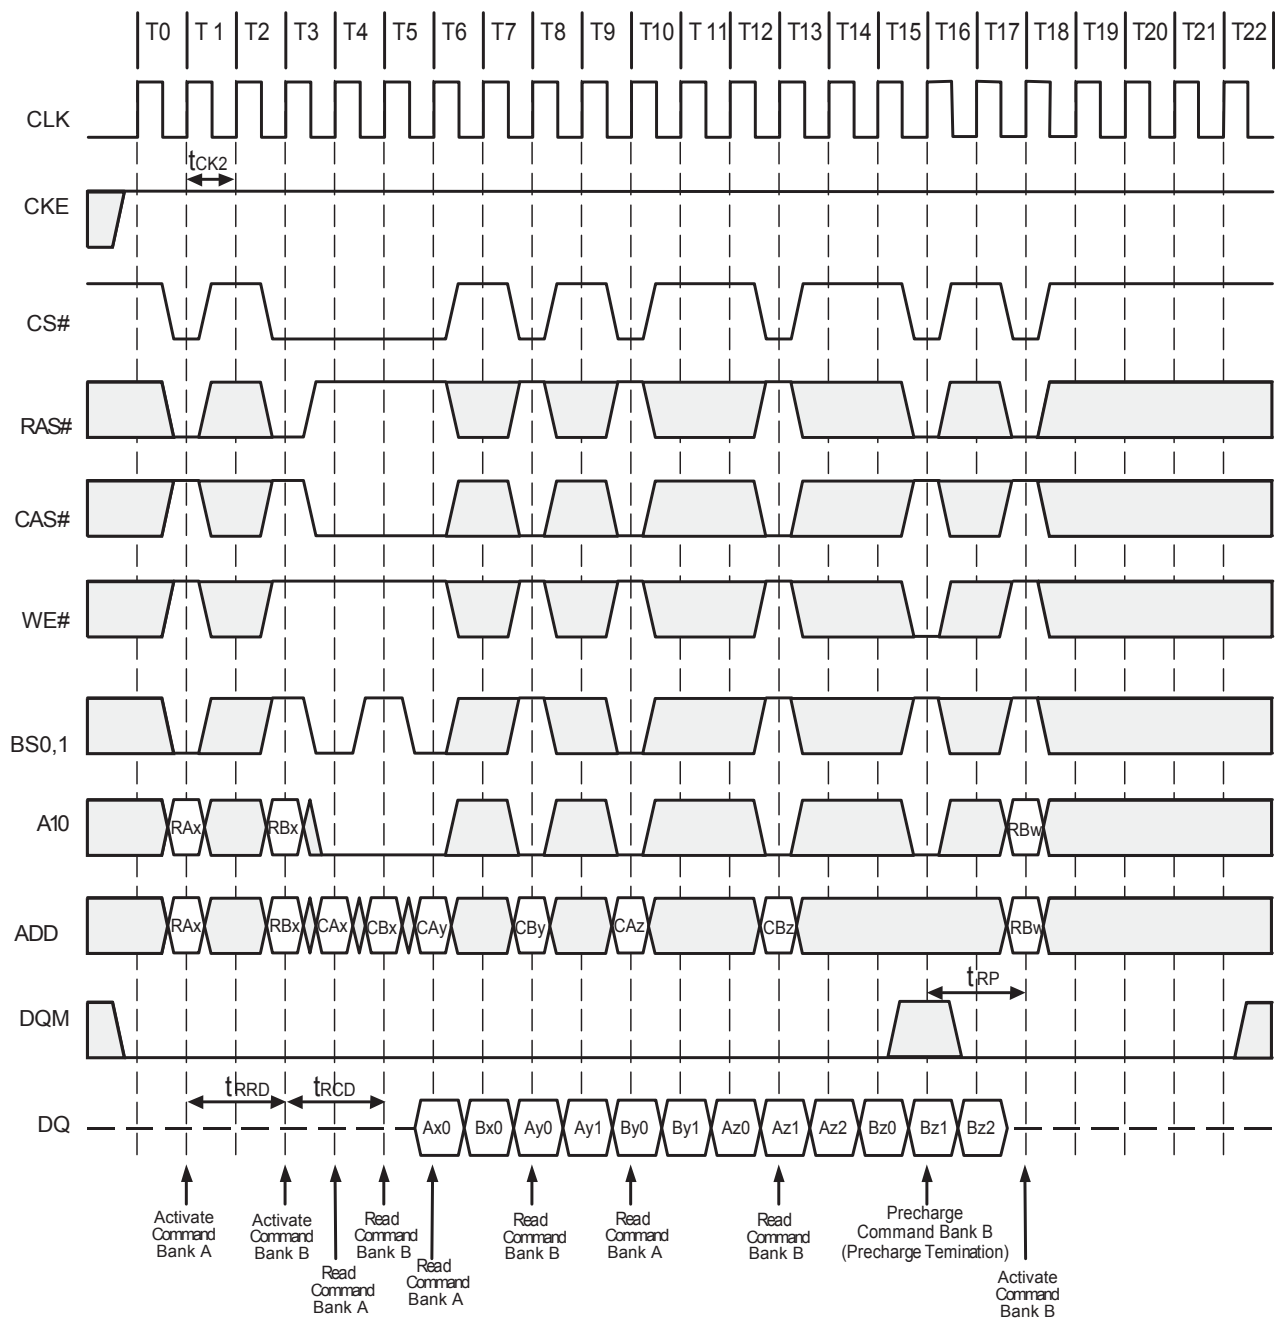 T0 T 1 T2 T3 T4 T5 T6 T7 T8 T9 T10 T 11 T12 T13 T14 T15 T16 T17 T18 T19 T20 T21 T22
CLK
tCK2
CKE
CS#
RAS#
CAS#
WE#
BS0,1
A10
RAx RBx RBw
ADD
RAx RBx CAx CBx CAy CBy CAz CBz RBw
tRP
DQM
tRRD tRCD
DQ
Ax0 Bx0 Ay0 Ay1 By0 By1 Az0 Az1 Az2 Bz0 Bz1 Bz2
Activate
Command
Bank A
Activate
Command
Bank B
Read
Command
Bank A
Read
Command
Bank B
Read
Command
Bank A
Read
Command
Bank B
Read
Command
Bank A
Read
Command
Bank B
Precharge
Command Bank B
(Precharge Temination)
Activate
Command
Bank B